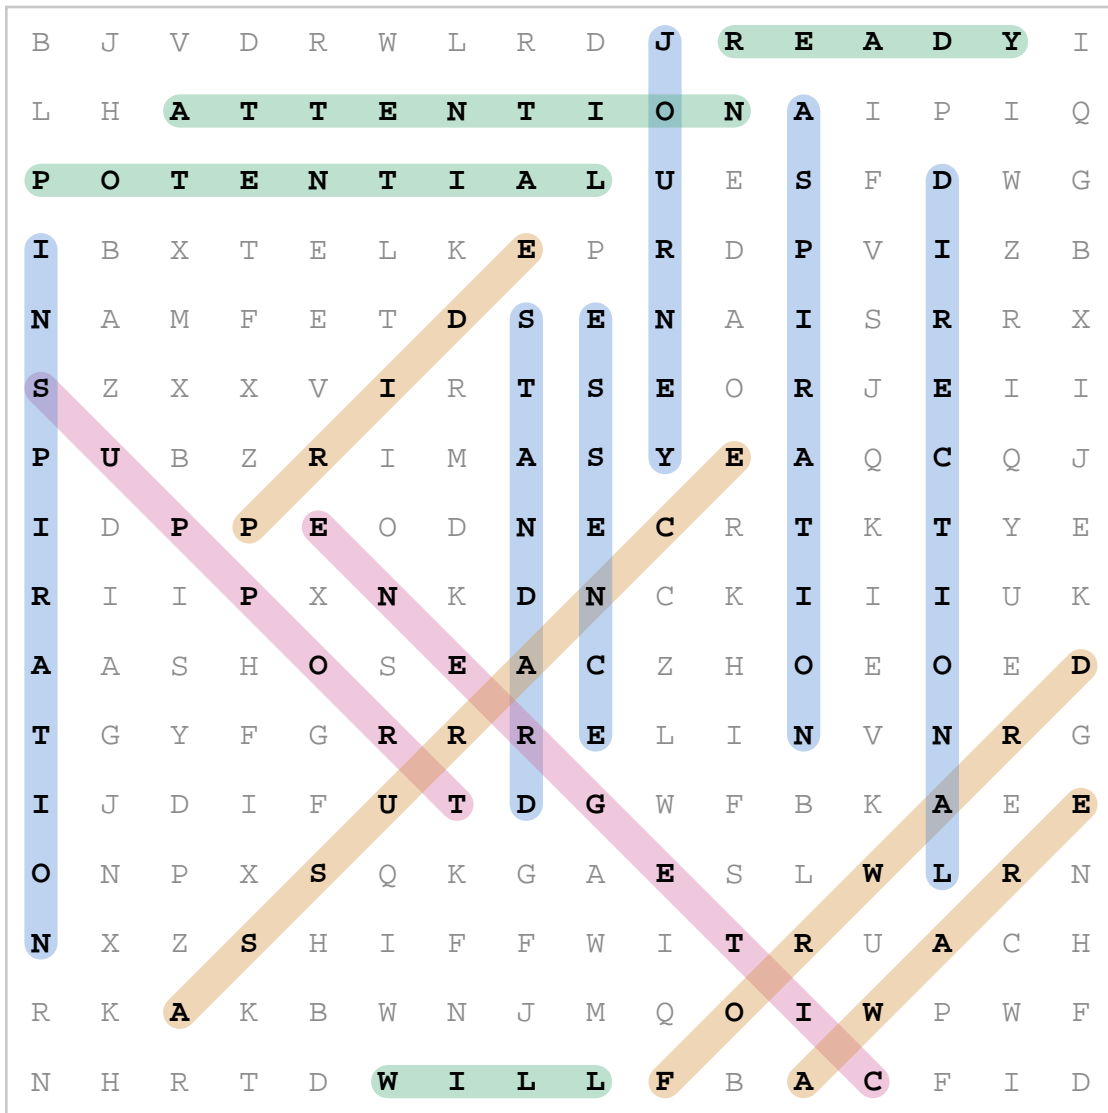 B J V D R W L R D J R E A D Y I
L H A T T E N T I O N A I P I Q
P O T E N T I A L U E S F D W G
I B X T E L K E P R D P V I Z B
N A M F E T D S E N A I S R R X
S Z X X V I R T S E O R J E I I
P U B Z R I M A S Y E A Q C Q J
I D P P E O D N E C R T K T Y E
R I I P X N K D N C K I I I U K
A A S H O S E A C Z H O E O E D
T G Y F G R R R E L I N V N R G
I J D I F U T D G W F B K A E E
O N P X S Q K G A E S L W L R N
N X Z S H I F F W I T R U A C H
R K A K B W N J M Q O I W P W F
N H R T D W I L L F B A C F I D